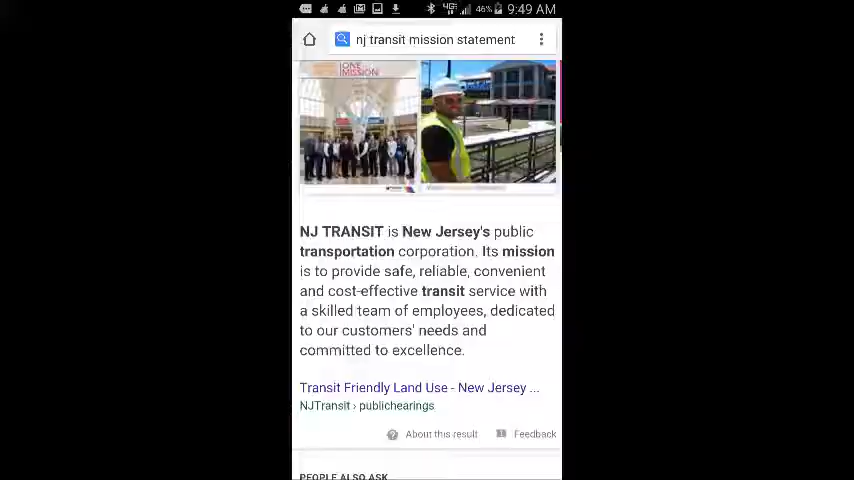 46% 9:49 AM
nj transit mission statement
ONE
MISSION
NJ TRANSIT is New Jersey's public
transportation corporation. Its mission
is to provide safe, reliable, convenient
and cost-effective transit service with
a skilled team of employees, dedicated
to our customers' needs and
committed to excellence.
Transit Friendly Land Use - New Jersey ...
NJTransit › publichearings
About this result Feedback
PEOPLE ALSO ASK